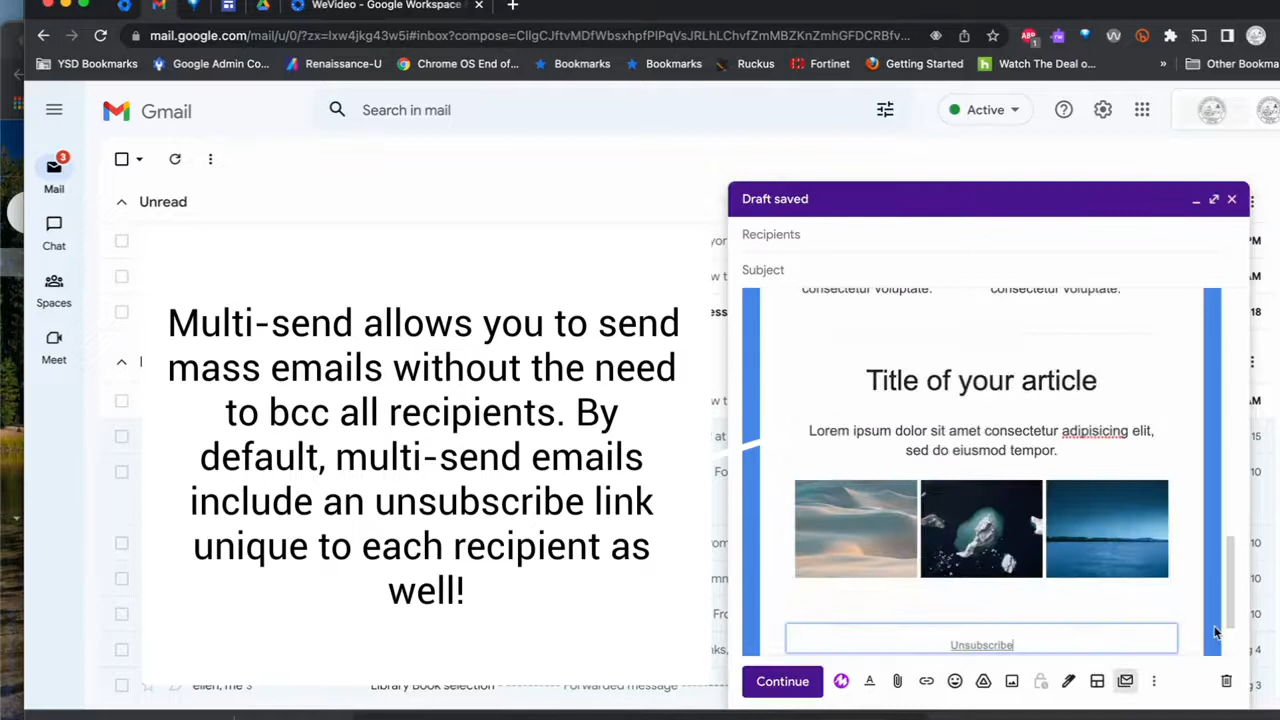 WeVideo - Google Workspace
mail.google.com/mail/u/0/?zx=lxw4jkg43w5i#inbox?compose=CllgCJftvMDfWbsxhpfPlPqVsJRLhLChvfZmMBZKnZmhGFDCRBfv...
YSD Bookmarks
Google Admin Co...
Renaissance-U
Chrome OS End of...
Bookmarks
Bookmarks
Ruckus
Fortinet
Getting Started
Watch The Deal o...
»
Other Bookma
Gmail
Search in mail
Active
3
Mail
Chat
Spaces
Meet
Unread
Multi-send allows you to send
mass emails without the need
to bcc all recipients. By
default, multi-send emails
include an unsubscribe link
unique to each recipient as
well!
ellen, me 3
Library Book selection
Forwarded message
Draft saved
Recipients
Subject
consectetur voluptate.
consectetur voluptate.
Title of your article
Lorem ipsum dolor sit amet consectetur adipisicing elit,
sed do eiusmod tempor.
Unsubscribe
Continue